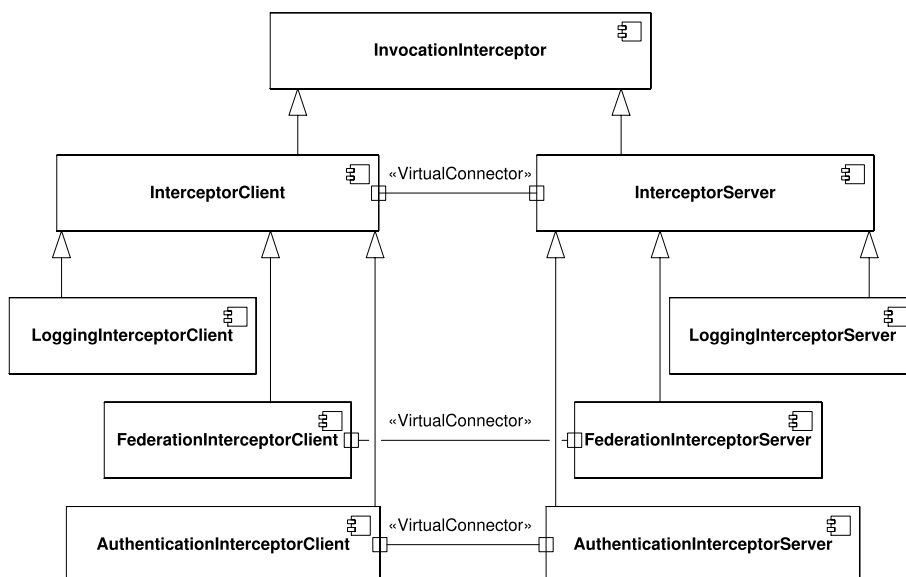 InvocationInterceptor
InterceptorClient
«VirtualConnector»
InterceptorServer
LoggingInterceptorClient
LoggingInterceptorServer
FederationInterceptorClient
«VirtualConnector»
FederationInterceptorServer
AuthenticationInterceptorClient
«VirtualConnector»
AuthenticationInterceptorServer